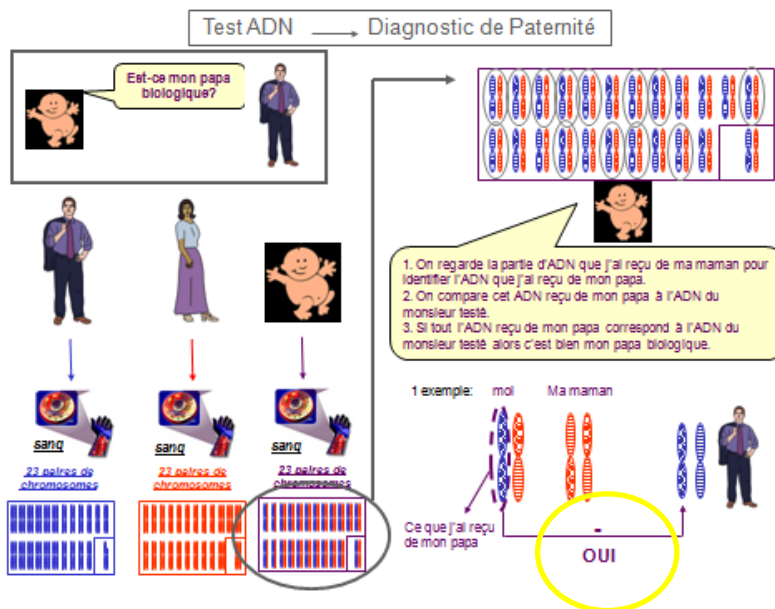 Test ADN → Diagnostic de Paternité
Est-ce mon papa
biologique?
1. On regarde la partie d'ADN que j'ai reçu de ma maman pour
identifier l'ADN que j'ai reçu de mon papa.
2. On compare cet ADN reçu de mon papa à l'ADN du
monsieur testé.
3. Si tout l'ADN reçu de mon papa correspond à l'ADN du
monsieur testé alors c'est bien mon papa biologique.
sang
sang
sang
23 paires de
chromosomes
23 paires de
chromosomes
23 paires de
chromosomes
1 exemple:
moi
Ma maman
Ce que j'ai reçu
de mon papa
-
OUI